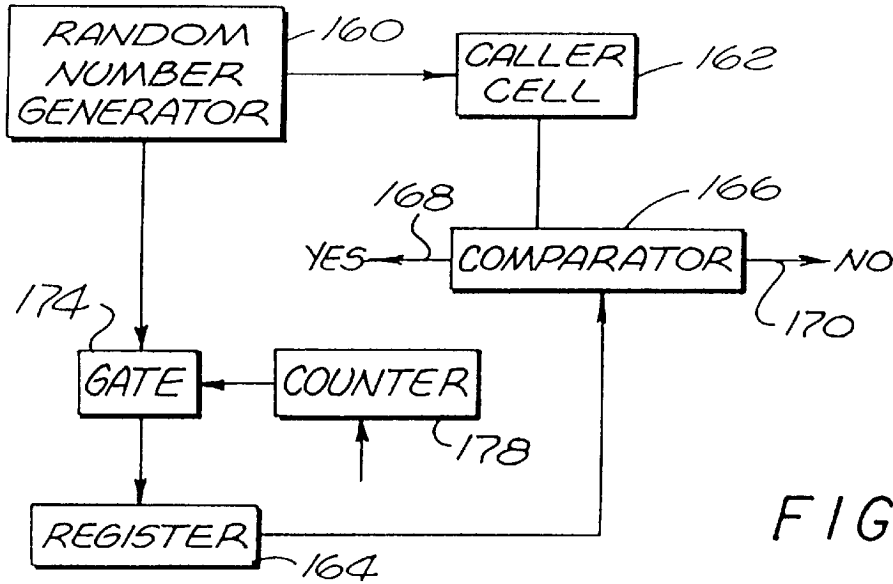 RANDOM
NUMBER
GENERATOR
160
CALLER
CELL
162
166
168
YES
COMPARATOR
NO
170
174
GATE
COUNTER
178
REGISTER
164
FIG